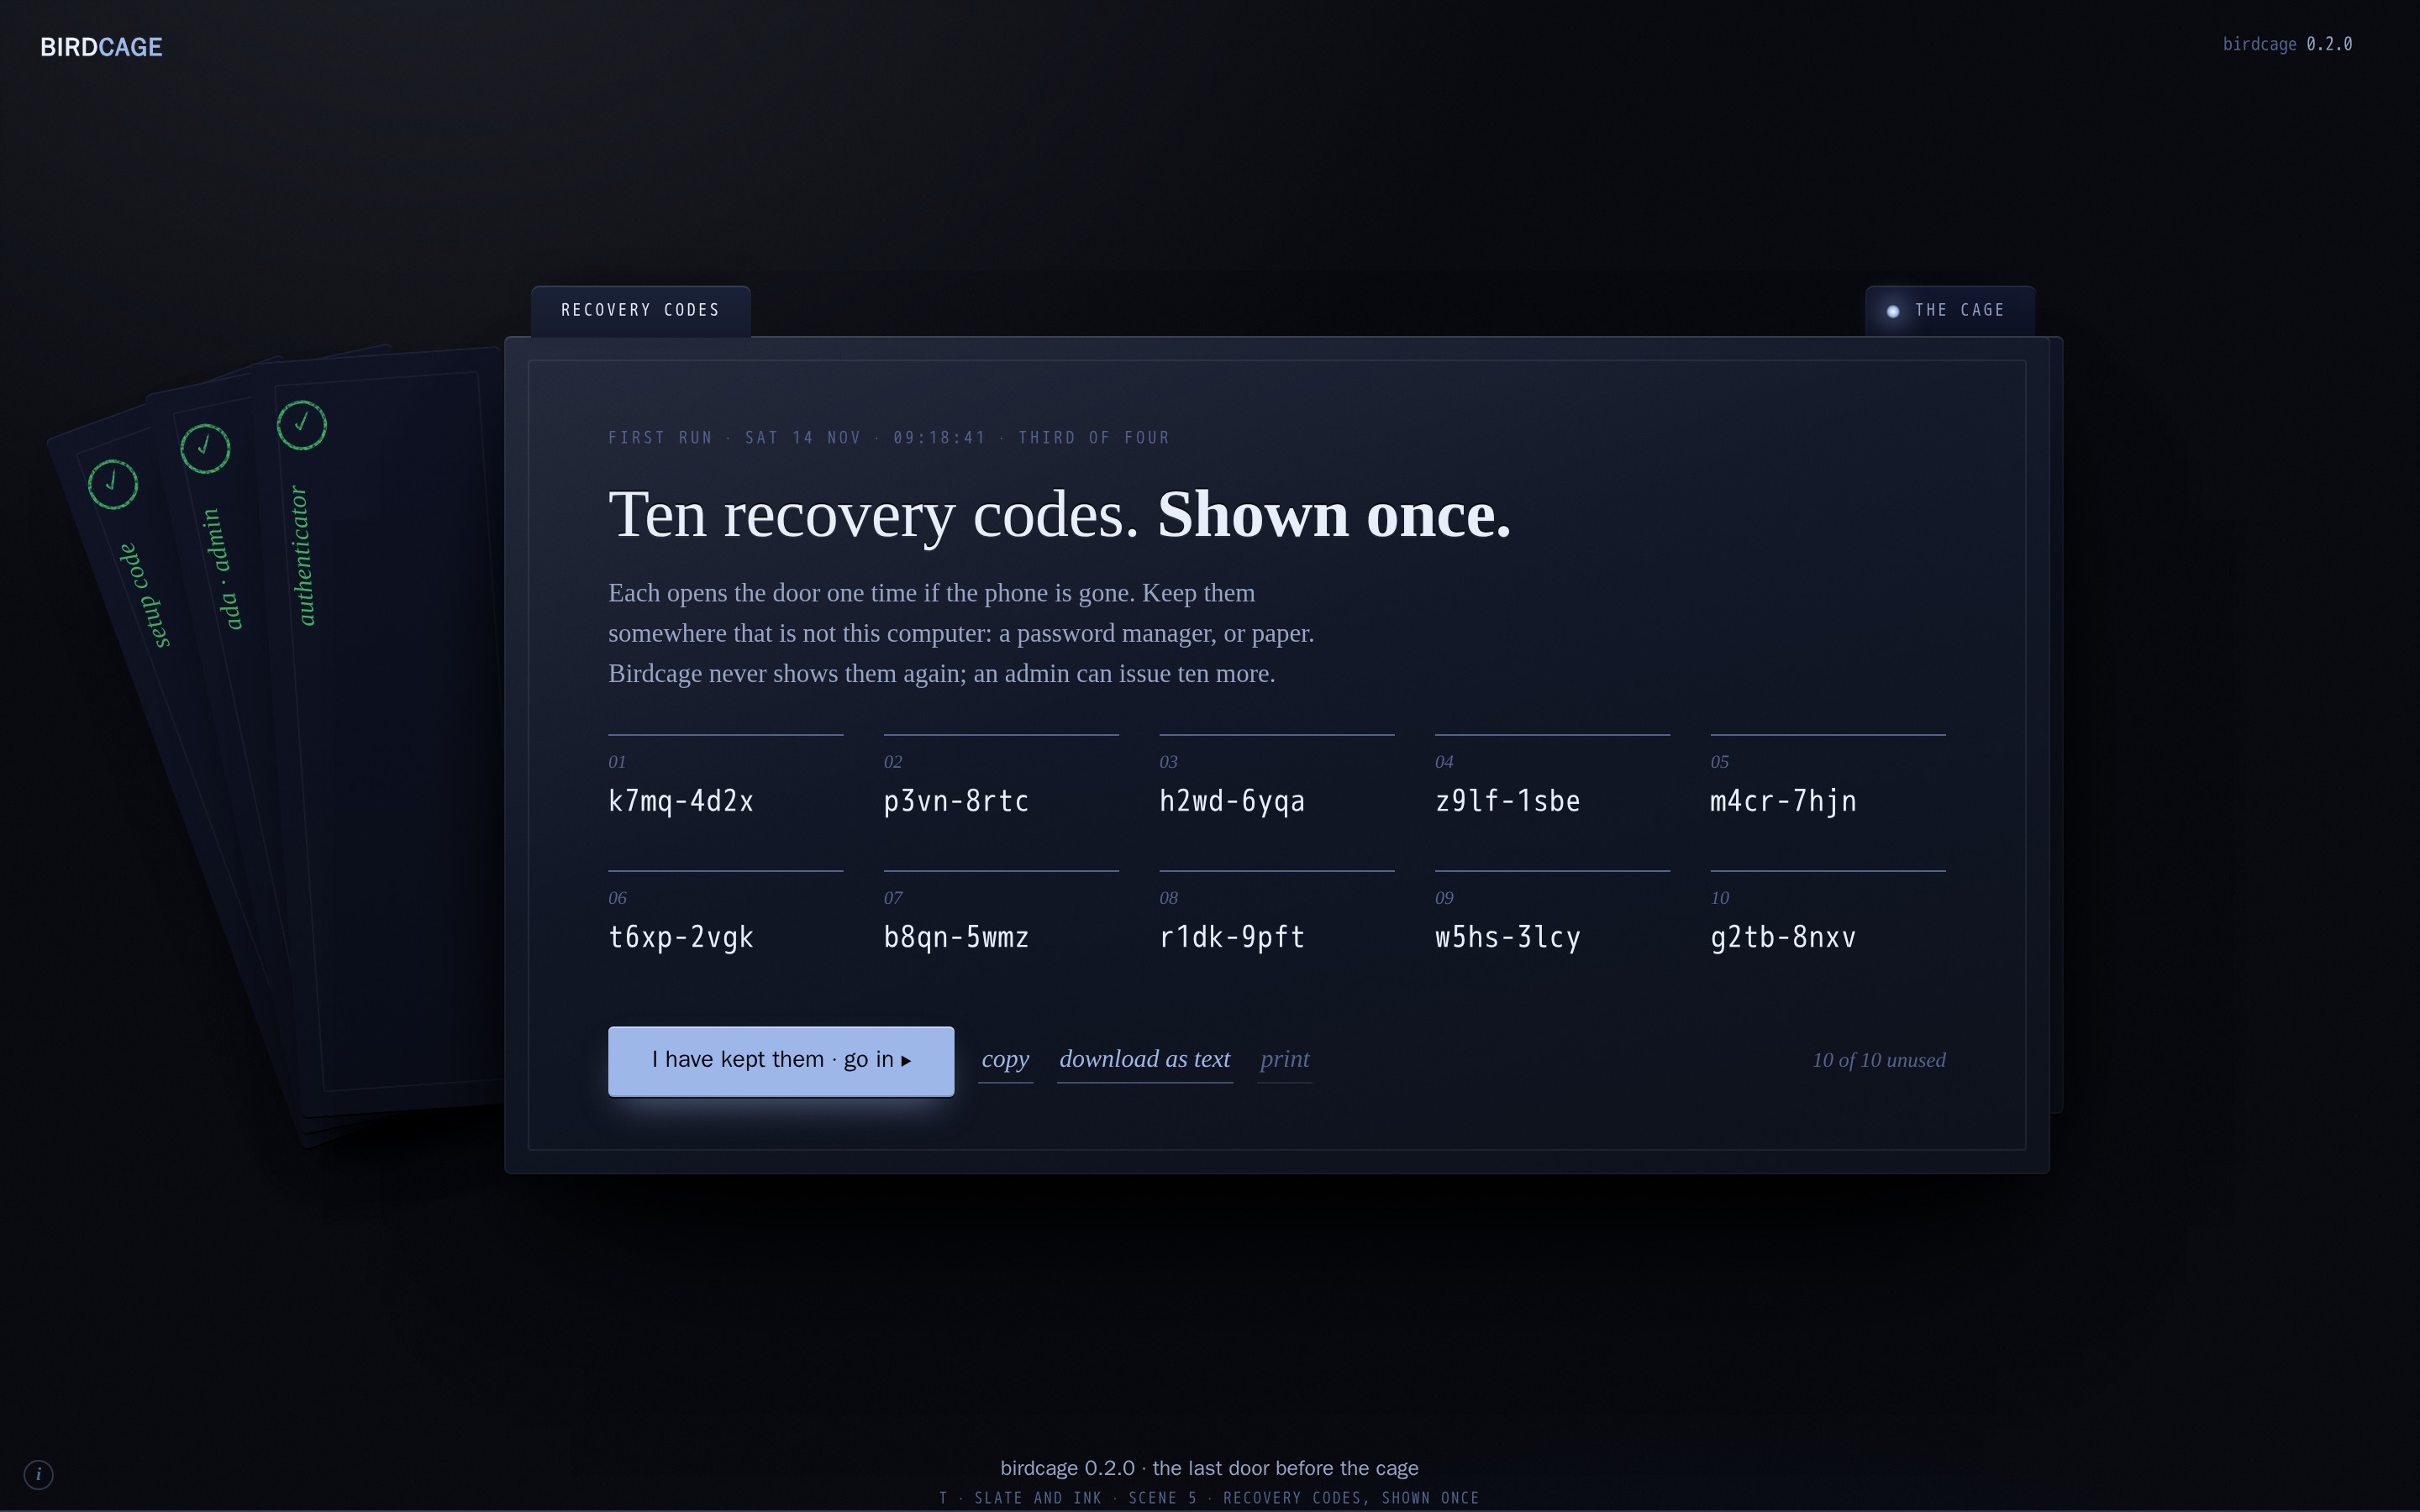 BIRDCAGE
birdcage 0.2.0
RECOVERY CODES
THE CAGE
setup code
ada · admin
authenticator
FIRST RUN · SAT 14 NOV · 09:18:41 · THIRD OF FOUR
Ten recovery codes. Shown once.
Each opens the door one time if the phone is gone. Keep them
somewhere that is not this computer: a password manager, or paper.
Birdcage never shows them again; an admin can issue ten more.
01 02 03 04 05
k7mq-4d2x p3vn-8rtc h2wd-6yqa z9lf-1sbe m4cr-7hjn
06 07 08 09 10
t6xp-2vgk b8qn-5wmz r1dk-9pft w5hs-3lcy g2tb-8nxv
I have kept them · go in ▸ copy download as text print 10 of 10 unused
i
birdcage 0.2.0 · the last door before the cage
T · SLATE AND INK · SCENE 5 · RECOVERY CODES, SHOWN ONCE